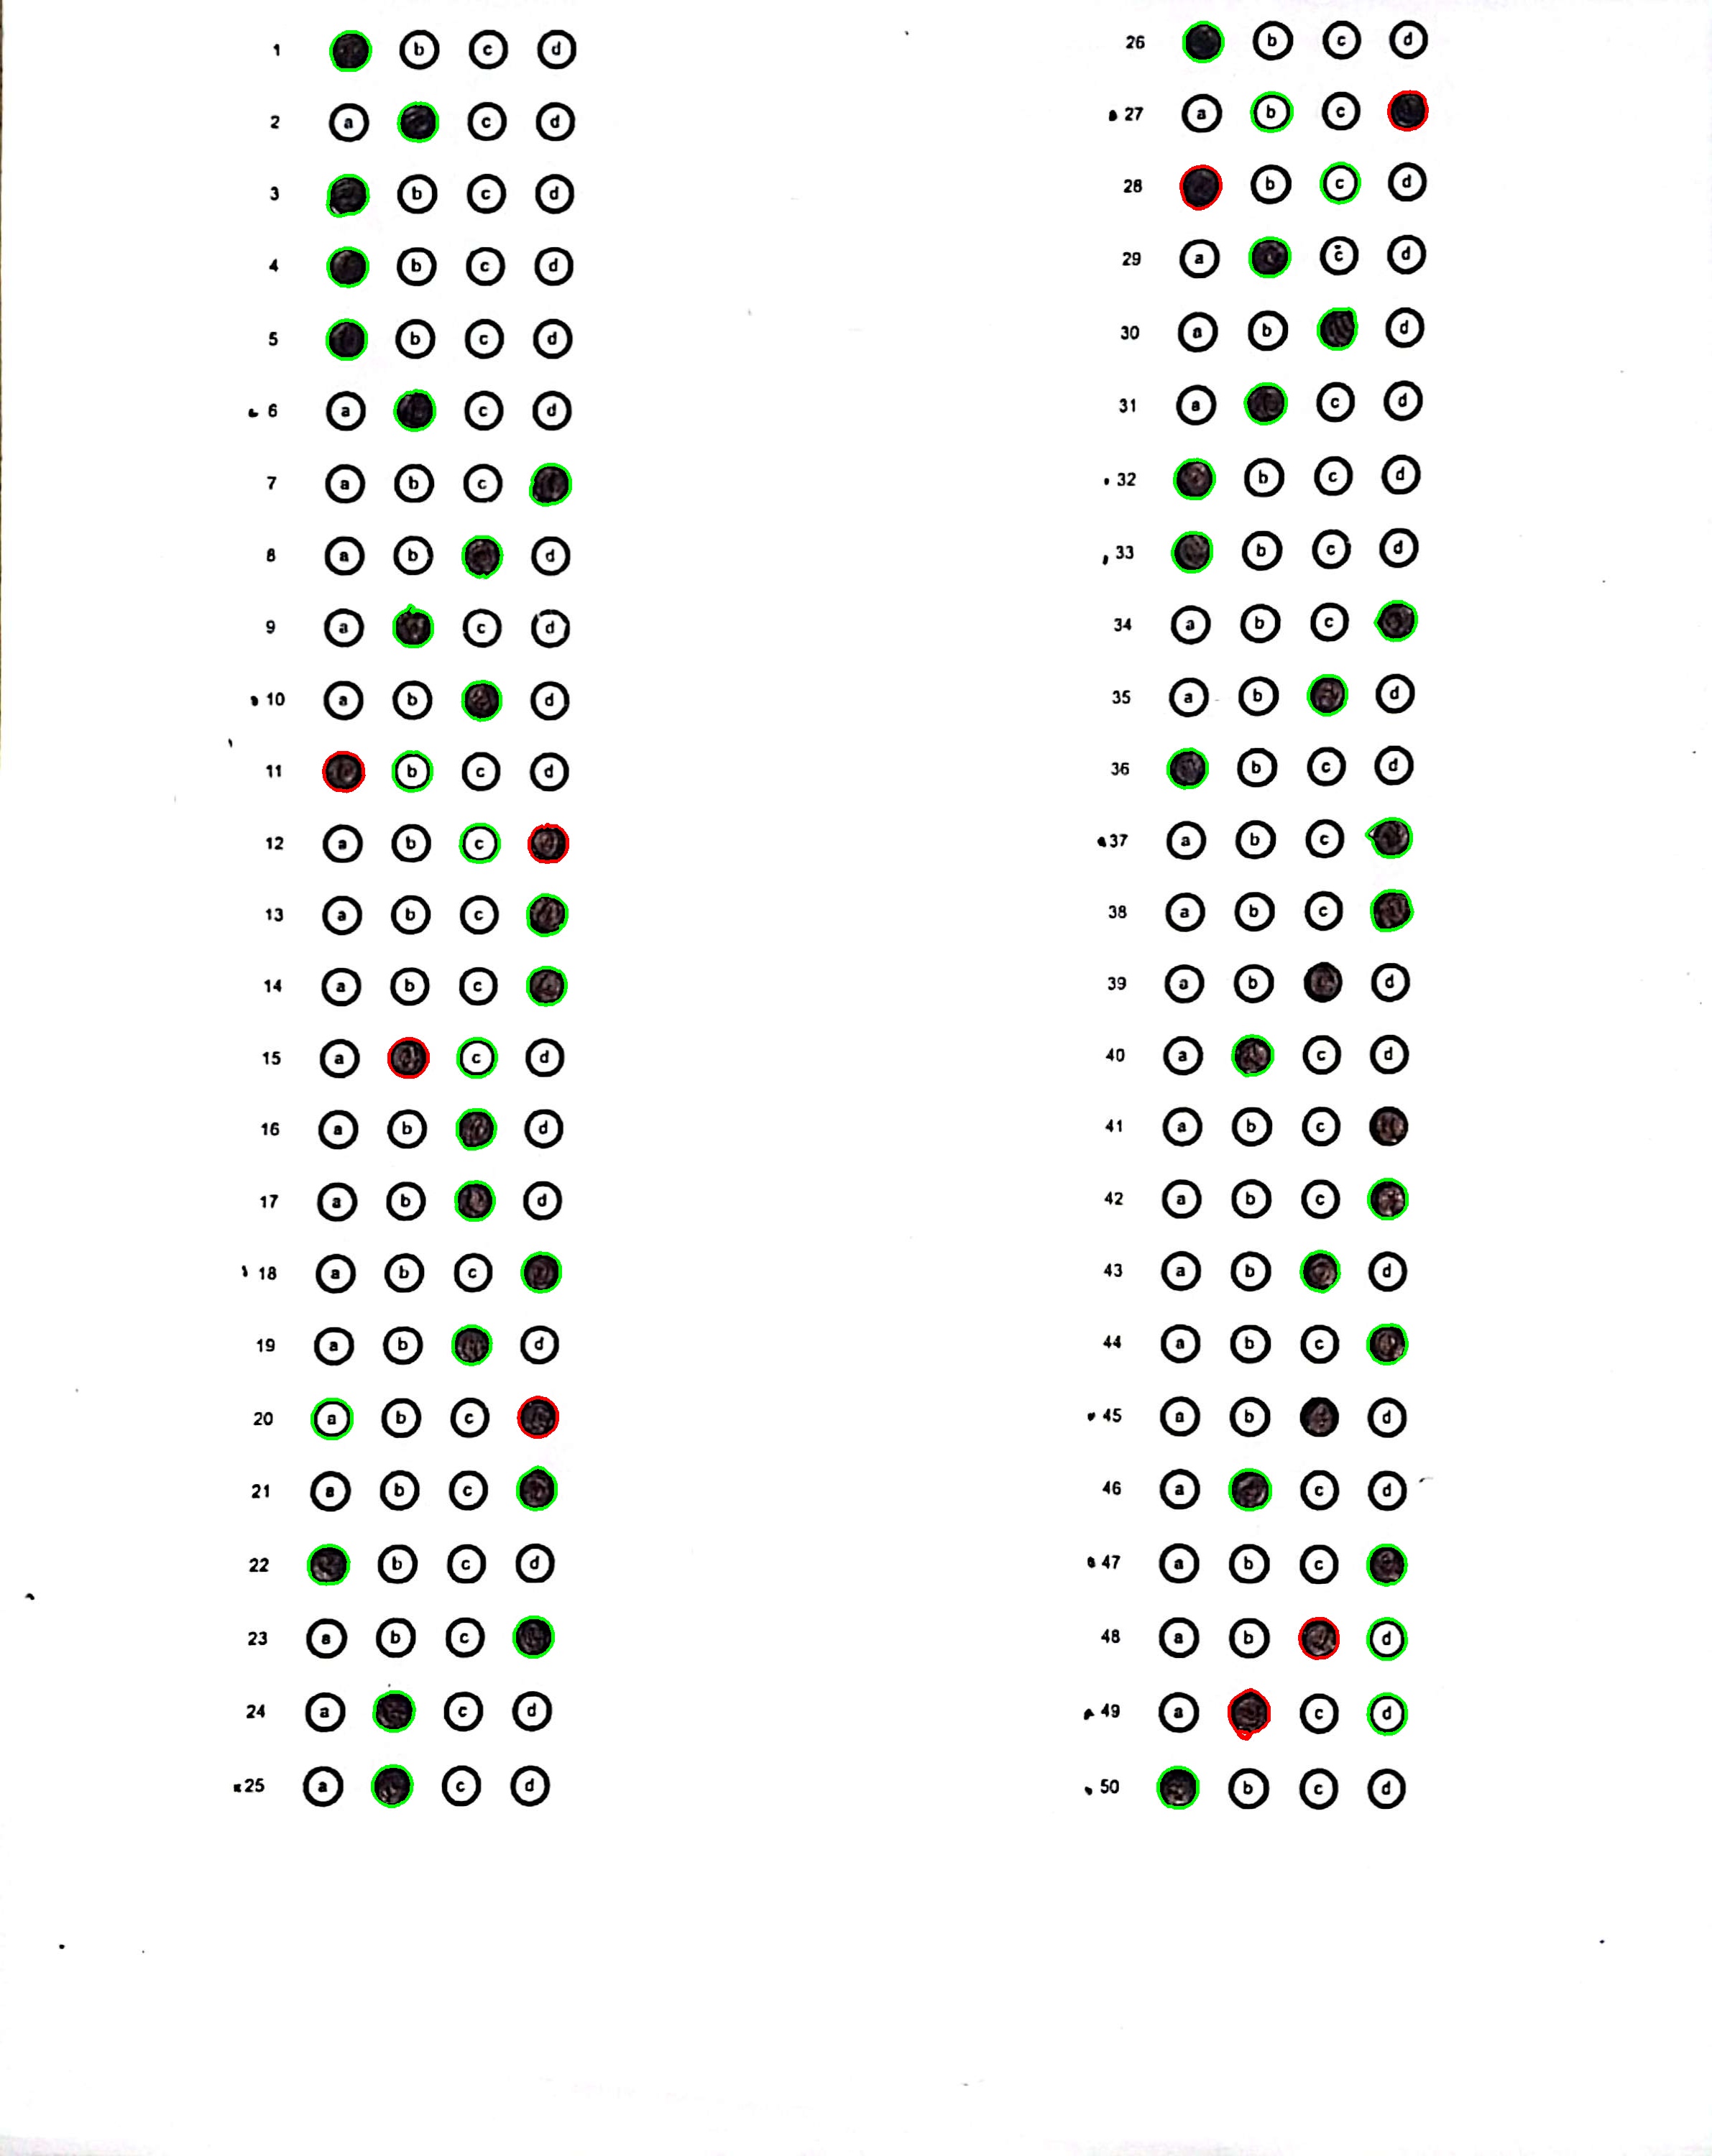 1 b c d
2 a c d
3 b c d
4 b c d
5 b c d
6 a c d
7 a b c
8 a b d
9 a c d
10 a b d
11 b c d
12 a b c
13 a b c
14 a b c
15 a c d
16 a b d
17 a b d
18 a b c
19 a b d
20 a b c
21 a b c
22 b c d
23 a b c
24 a c d
25 a c d
26 b c d
27 a b c
28 b c d
29 a c d
30 a b d
31 a c d
32 b c d
33 b c d
34 a b c
35 a b d
36 b c d
37 a b c
38 a b c
39 a b d
40 a c d
41 a b c
42 a b c
43 a b d
44 a b c
45 a b d
46 a c d
47 a b c
48 a b d
49 a c d
50 b c d